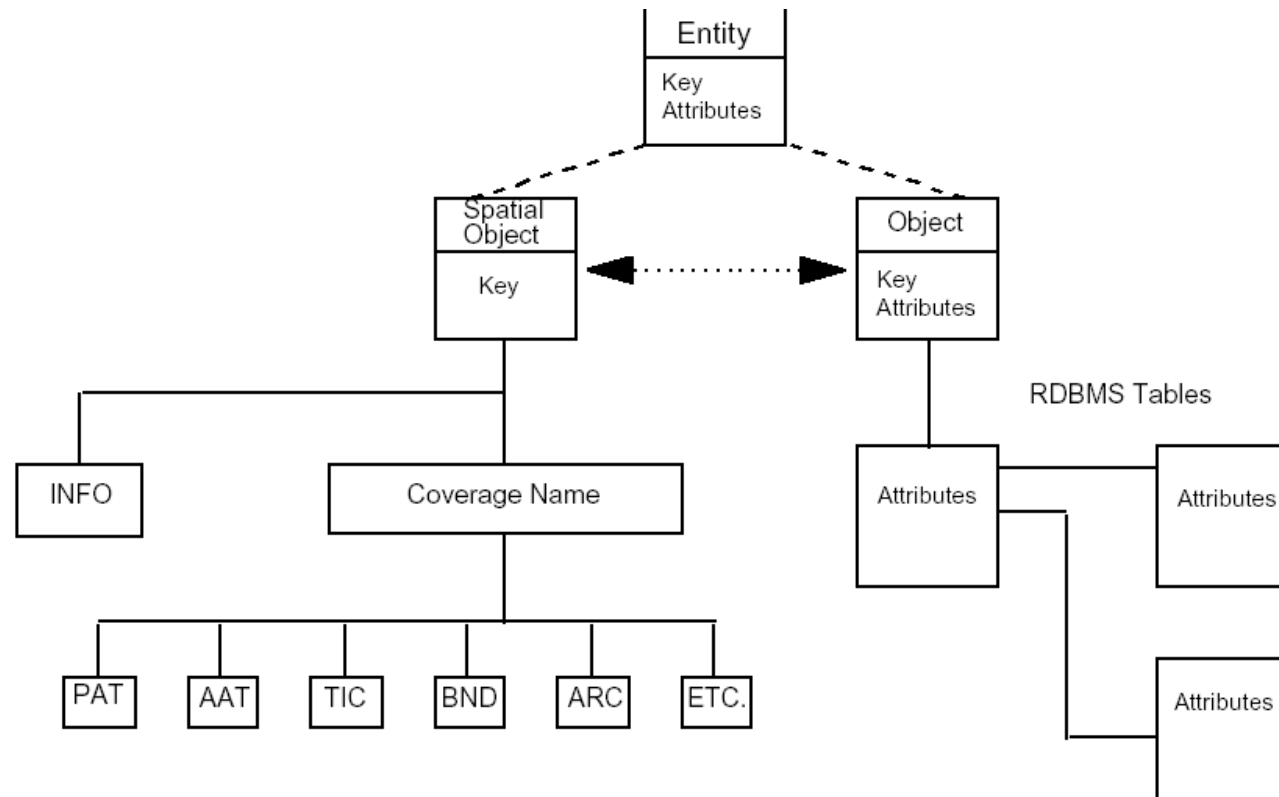 Entity
Key
Attributes
Spatial
Object
Key
Object
Key
Attributes
RDBMS Tables
INFO
Coverage Name
Attributes
Attributes
PAT
AAT
TIC
BND
ARC
ETC.
Attributes